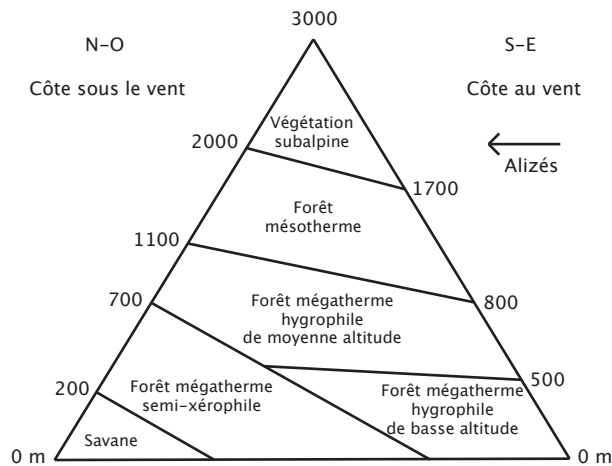 3000
N-O
S-E
Côte sous le vent
Côte au vent
Végétation
subalpine
2000
Alizés
1700
Forêt
mésotherme
1100
700
Forêt mégatherme
hygrophile
de moyenne altitude
800
200
Forêt mégatherme
semi-xérophile
500
Forêt mégatherme
hygrophile
de basse altitude
Savane
0 m
0 m